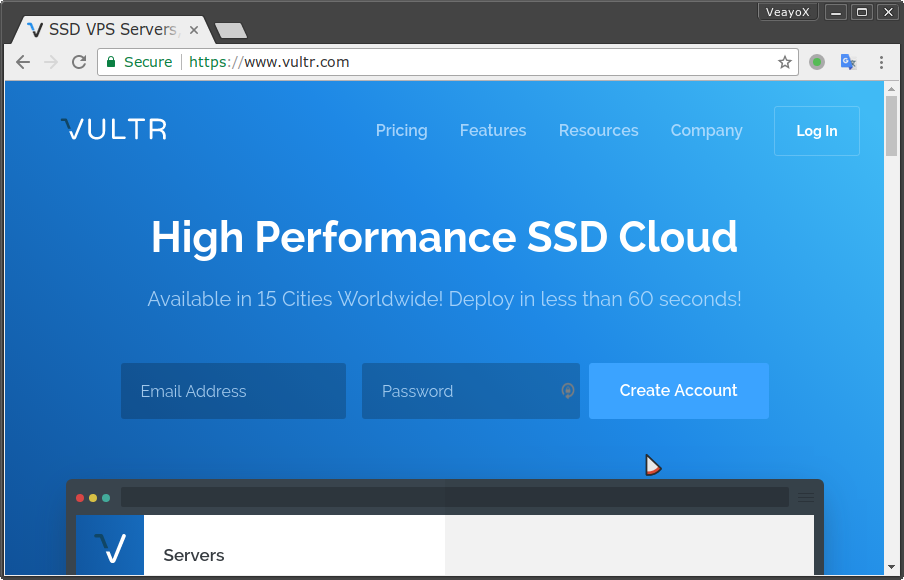 VeayoX
SSD VPS Servers,
Secure https://www.vultr.com
VULTR Pricing Features Resources Company Log In
High Performance SSD Cloud
Available in 15 Cities Worldwide! Deploy in less than 60 seconds!
Email Address Password Create Account
Servers